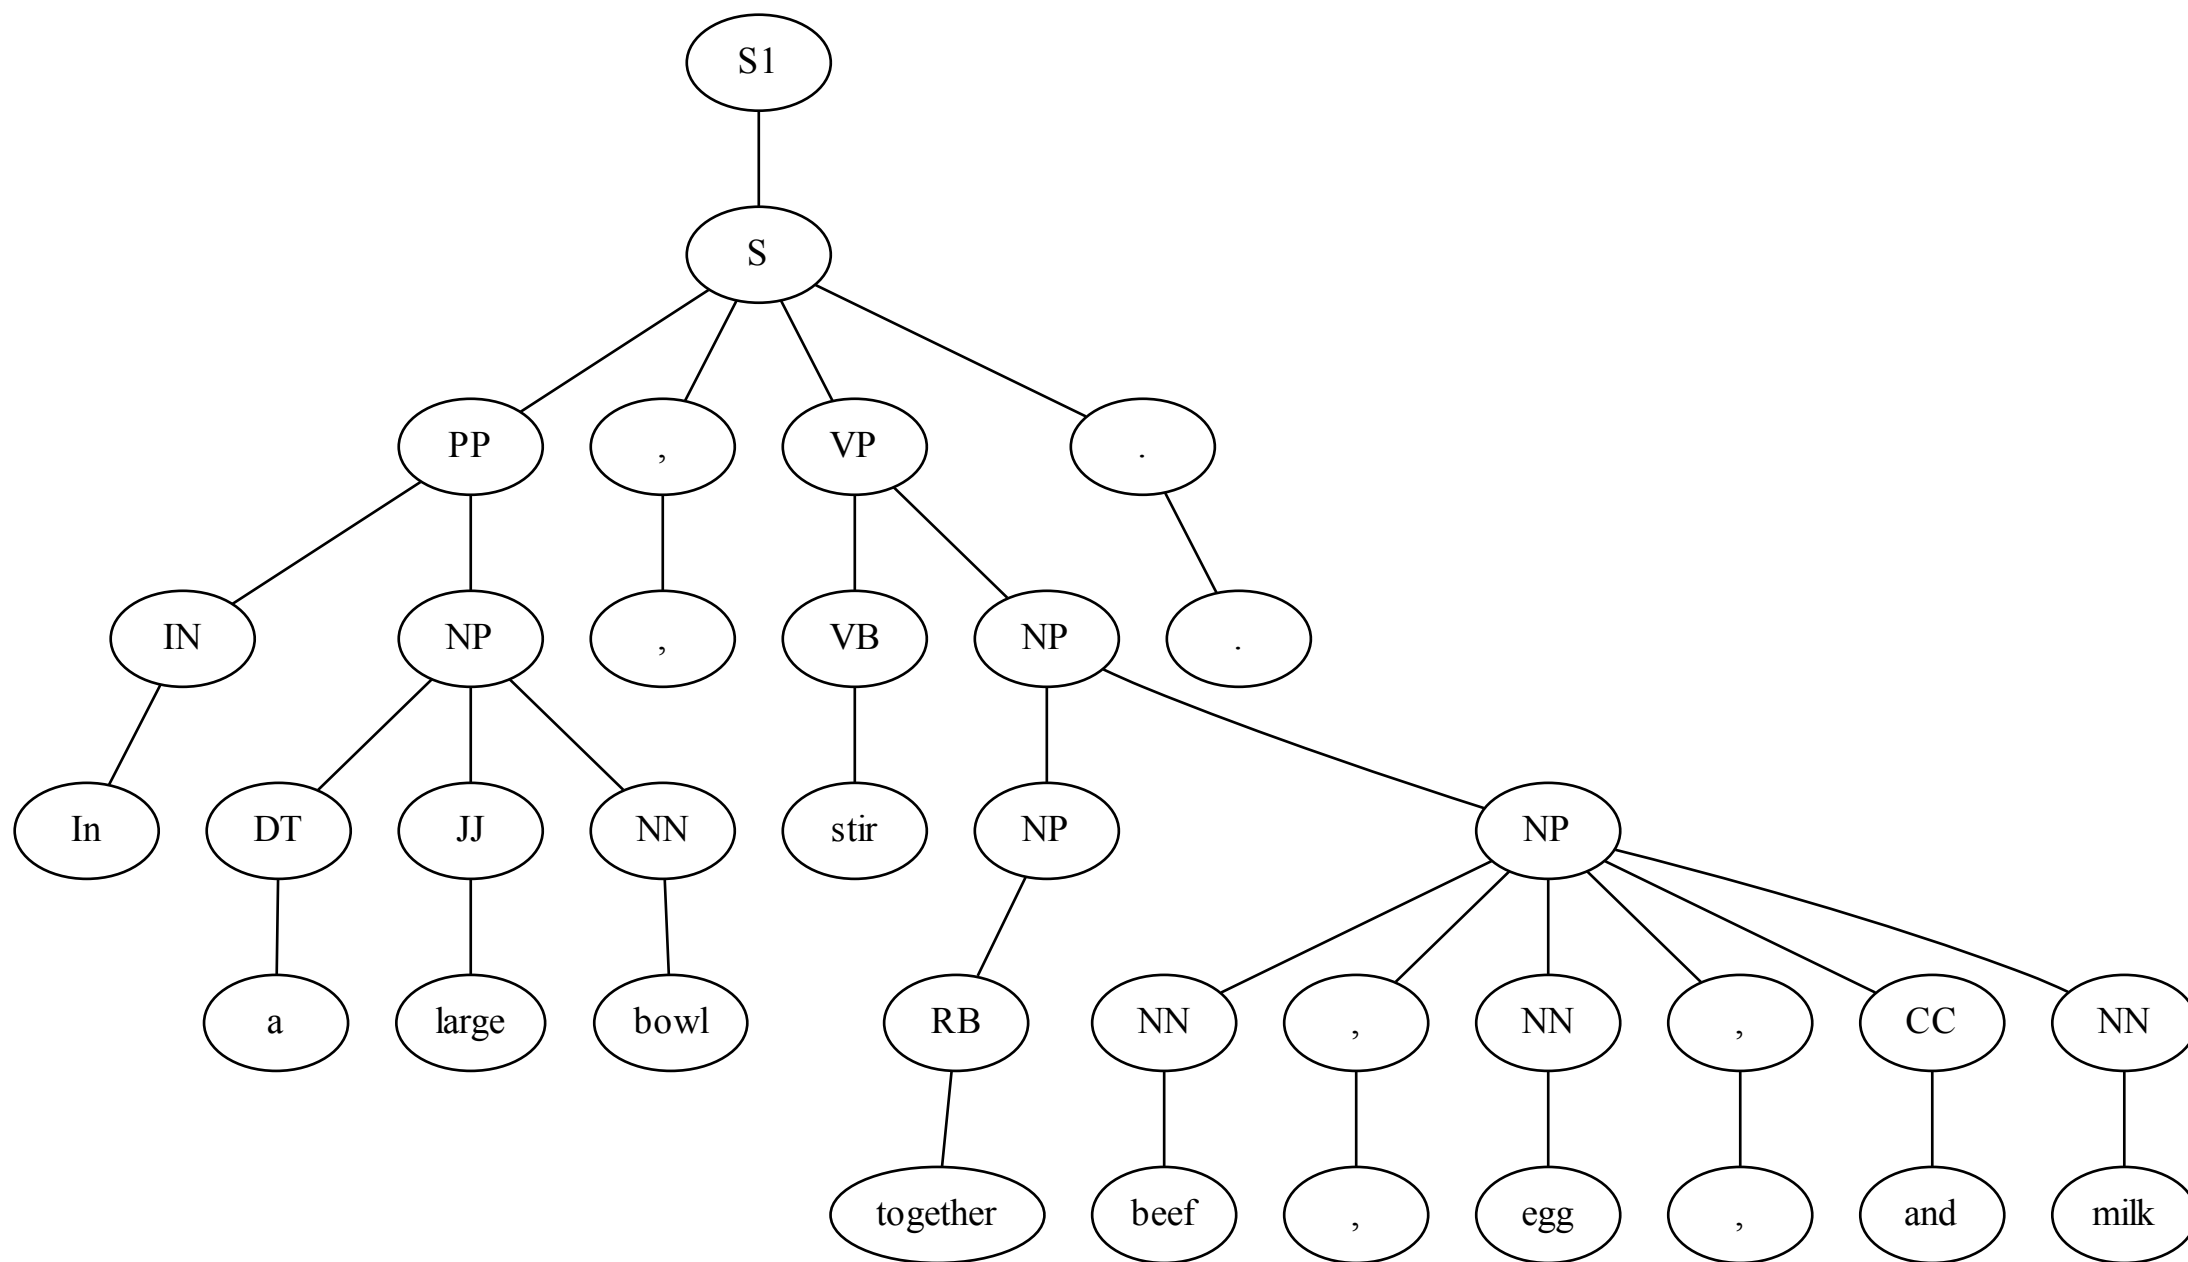 S1
S
PP , VP .
IN NP , VB NP .
In DT JJ NN stir NP NP
a large bowl RB NN , NN , CC NN
together beef , egg , and milk